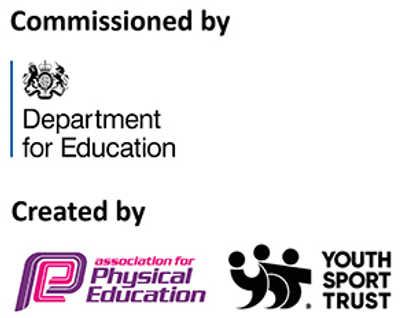 Commissioned by
Department
for Education
Created by
association for
Physical
Education
YOUTH
SPORT
TRUST